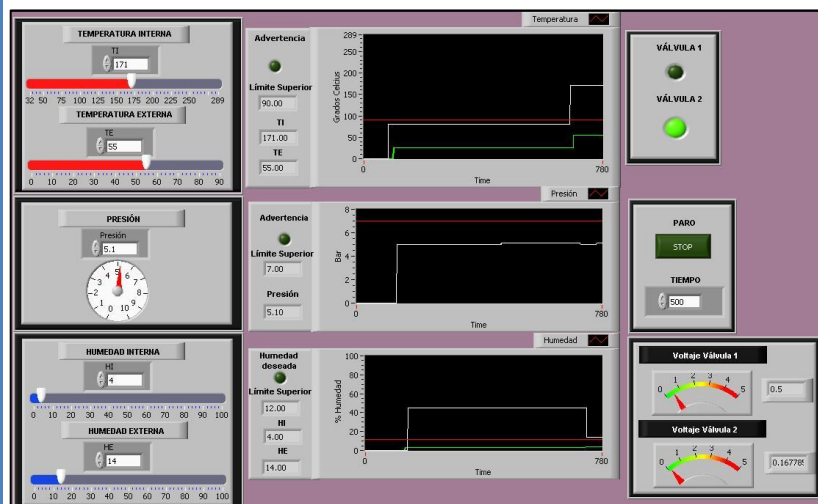 TEMPERATURA INTERNA
TI
171
32 50 75 100 125 150 175 200 225 250 289
TEMPERATURA EXTERNA
TE
55
0 10 20 30 40 50 60 70 80 90
Advertencia
Límite Superior
90.00
TI
171.00
TE
55.00
Temperatura
Grados Celcius
289
250
200
150
100
50
0
0 780
Time
VÁLVULA 1
VÁLVULA 2
PRESIÓN
Presión
5.1
0 1 2 3 4 5 6 7 8 9 10
Advertencia
Límite Superior
7.00
Presión
5.10
Presión
Bar
8
6
4
2
0
0 780
Time
PARO
STOP
TIEMPO
500
HUMEDAD INTERNA
HI
4
0 10 20 30 40 50 60 70 80 90 100
HUMEDAD EXTERNA
HE
14
0 10 20 30 40 50 60 70 80 90 100
Humedad
deseada
Límite Superior
12.00
HI
4.00
HE
14.00
Humedad
% Humedad
100
80
60
40
20
0
0 780
Time
Voltaje Válvula 1
0 1 2 3 4 5
0.5
Voltaje Válvula 2
0 1 2 3 4 5
0.16778